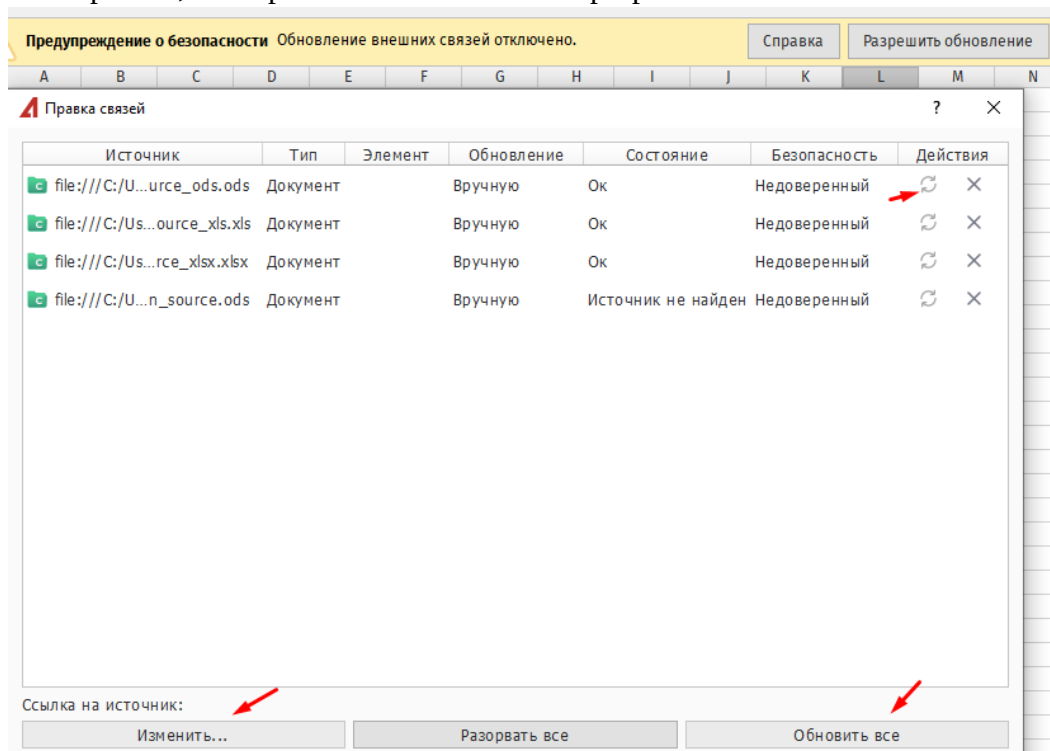 Предупреждение о безопасности Обновление внешних связей отключено. Справка Разрешить обновление
A B C D E F G H I J K L M N
Правка связей ? ×
Источник Тип Элемент Обновление Состояние Безопасность Действия
file:///C:/U...urce_ods.ods Документ Вручную Ок Недоверенный
file:///C:/Us...ource_xls.xls Документ Вручную Ок Недоверенный
file:///C:/Us...rce_xlsx.xlsx Документ Вручную Ок Недоверенный
file:///C:/U...n_source.ods Документ Вручную Источник не найден Недоверенный
Ссылка на источник:
Изменить... Разорвать все Обновить все